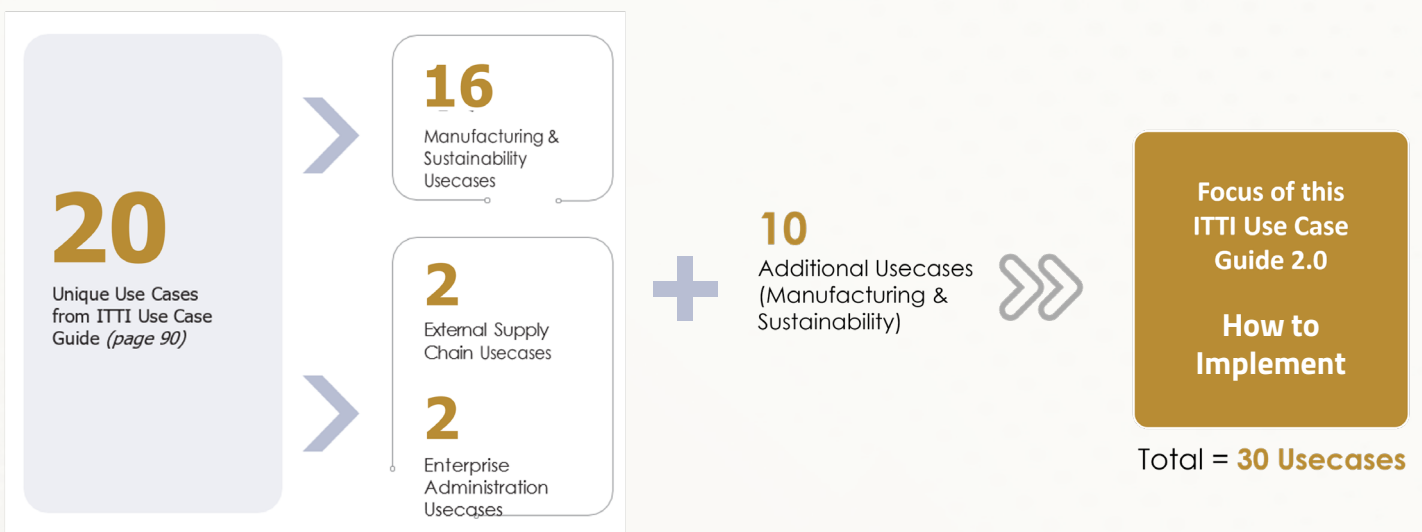 20
Unique Use Cases
from ITTI Use Case
Guide (page 90)
16
Manufacturing &
Sustainability
Usecases
2
External Supply
Chain Usecases
2
Enterprise
Administration
Usecases
10
Additional Usecases
(Manufacturing &
Sustainability)
Focus of this
ITTI Use Case
Guide 2.0
How to
Implement
Total = 30 Usecases